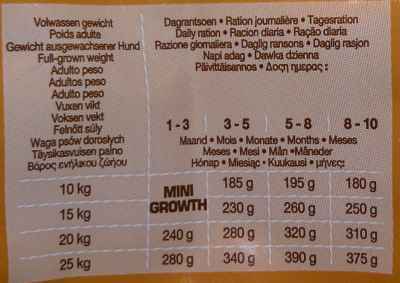 Volwassen gewicht
Poids adulte
Gewicht ausgewachsener Hund
Full-grown weight
Adulto peso
Adultos peso
Adulto peso
Vuxen vikt
Voksen vekt
Felnőtt súly
Waga psów dorosłych
Täysikasvuisen paino
Βάρος ενήλικου ζώηου
Dagrantsoen • Ration journalière • Tagesration
Daily ration • Racion diaria • Ração diaria
Razione giornaliera • Daglig ransons • Daglig rasjon
Napi adag • Dawka dzienna
Päivittäisannos • Δοςη ημερας :
1 - 3 3 - 5 5 - 8 8 - 10
Maand • Mois • Monate • Months • Meses
Meses • Mesi • Mån • Måneder
Hónap • Miesiąc • Kuukausi • μήνες:
10 kg MINI GROWTH 185 g 195 g 180 g
15 kg 230 g 260 g 250 g
20 kg 240 g 280 g 320 g 310 g
25 kg 280 g 340 g 390 g 375 g